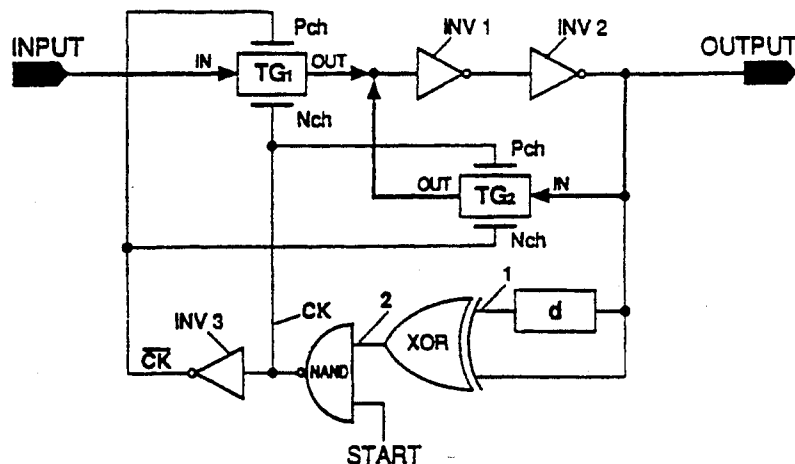 Pch
INV 1
INV 2
INPUT
OUTPUT
IN
TG₁
OUT
Nch
Pch
OUT
TG₂
IN
Nch
1
CK
2
d
INV 3
XOR
C̅K̅
NAND
START